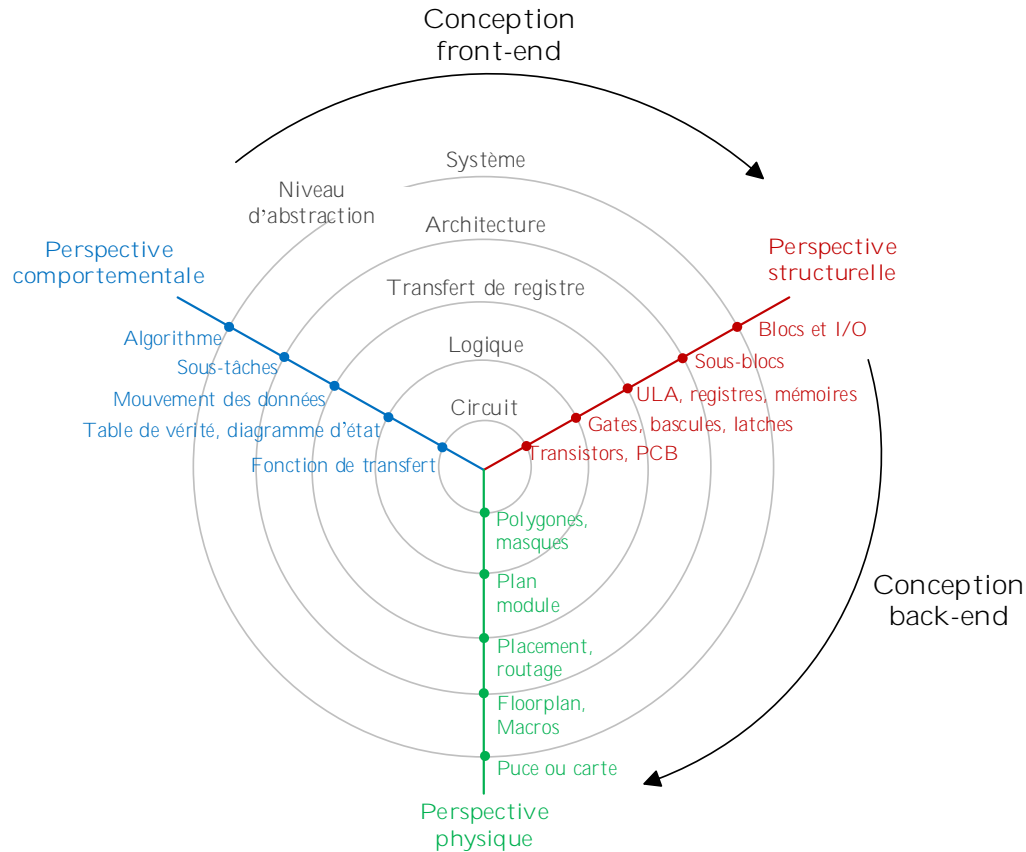 Conception
front-end
Système
Niveau
d'abstraction
Architecture
Perspective
comportementale
Perspective
structurelle
Transfert de registre
Algorithme
Blocs et I/O
Logique
Sous-tâches
Sous-blocs
Mouvement des données
ULA, registres, mémoires
Circuit
Table de vérité, diagramme d'état
Gates, bascules, latches
Fonction de transfert
Transistors, PCB
Polygones,
masques
Plan
module
Conception
back-end
Placement,
routage
Floorplan,
Macros
Puce ou carte
Perspective
physique